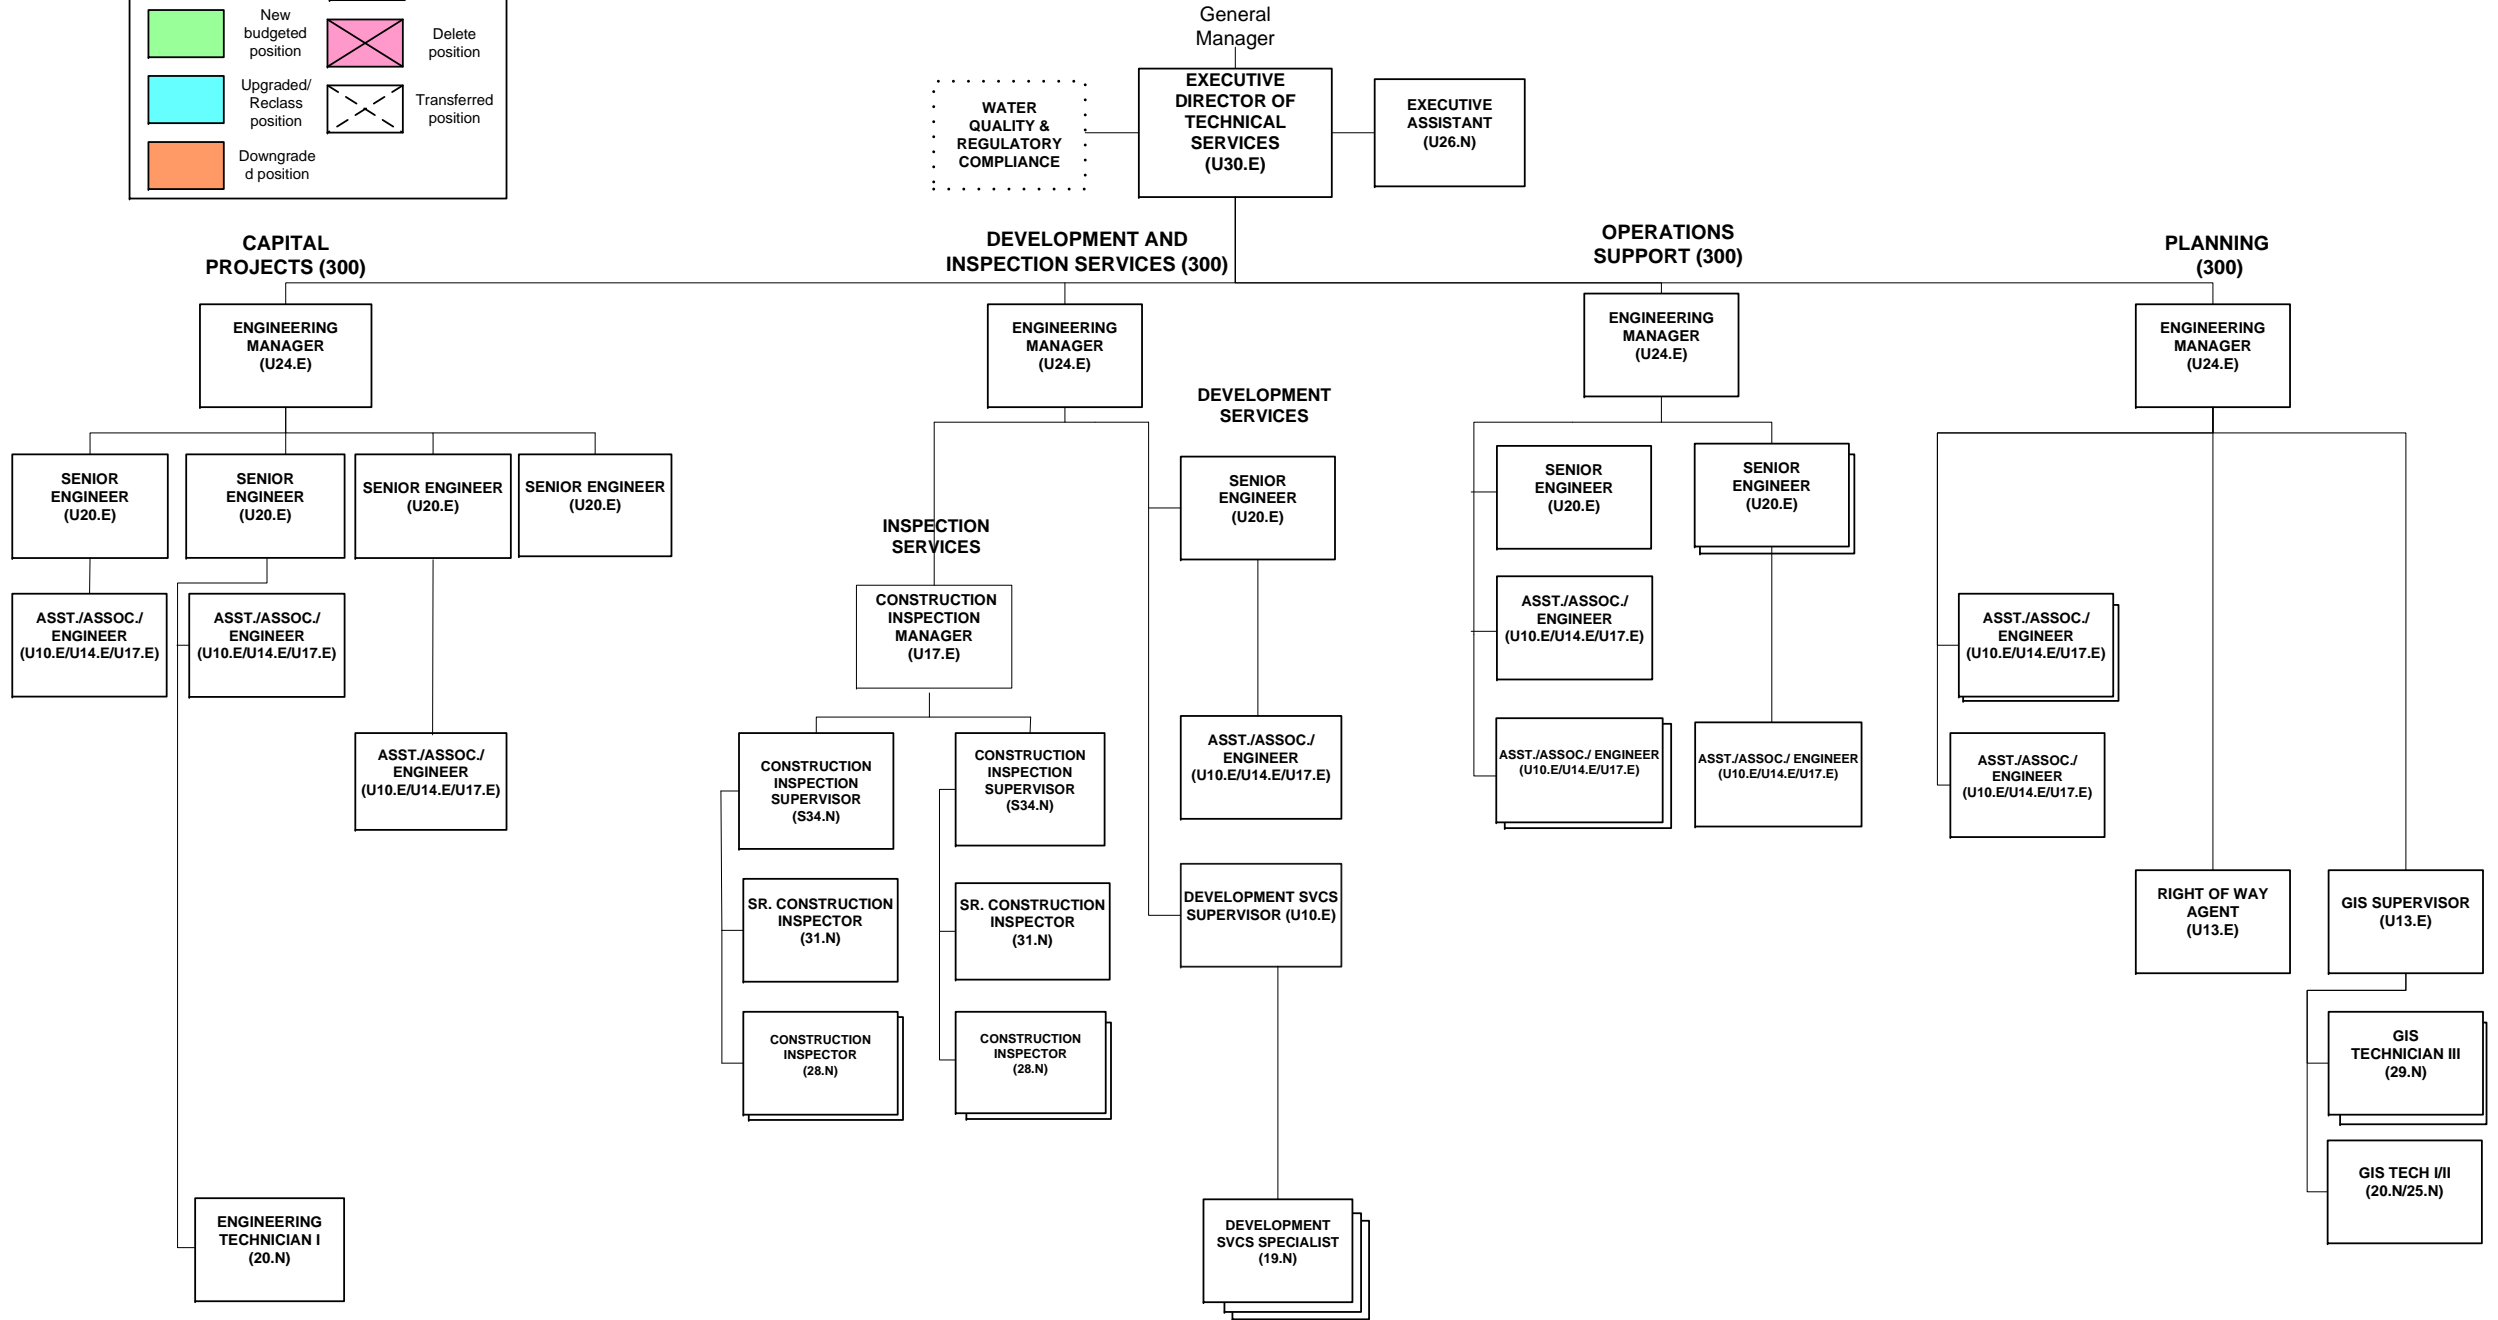 New
budgeted
position
Delete
position
Upgraded/
Reclass
position
Transferred
position
Downgrade
d position
General
Manager
WATER
QUALITY &
REGULATORY
COMPLIANCE
EXECUTIVE
DIRECTOR OF
TECHNICAL
SERVICES
(U30.E)
EXECUTIVE
ASSISTANT
(U26.N)
CAPITAL
PROJECTS (300)
DEVELOPMENT AND
INSPECTION SERVICES (300)
OPERATIONS
SUPPORT (300)
PLANNING
(300)
ENGINEERING
MANAGER
(U24.E)
ENGINEERING
MANAGER
(U24.E)
ENGINEERING
MANAGER
(U24.E)
ENGINEERING
MANAGER
(U24.E)
SENIOR
ENGINEER
(U20.E)
SENIOR
ENGINEER
(U20.E)
SENIOR ENGINEER
(U20.E)
SENIOR ENGINEER
(U20.E)
ASST./ASSOC./
ENGINEER
(U10.E/U14.E/U17.E)
ASST./ASSOC./
ENGINEER
(U10.E/U14.E/U17.E)
ASST./ASSOC./
ENGINEER
(U10.E/U14.E/U17.E)
ENGINEERING
TECHNICIAN I
(20.N)
INSPECTION
SERVICES
CONSTRUCTION
INSPECTION
MANAGER
(U17.E)
CONSTRUCTION
INSPECTION
SUPERVISOR
(S34.N)
CONSTRUCTION
INSPECTION
SUPERVISOR
(S34.N)
SR. CONSTRUCTION
INSPECTOR
(31.N)
SR. CONSTRUCTION
INSPECTOR
(31.N)
CONSTRUCTION
INSPECTOR
(28.N)
CONSTRUCTION
INSPECTOR
(28.N)
DEVELOPMENT
SERVICES
SENIOR
ENGINEER
(U20.E)
ASST./ASSOC./
ENGINEER
(U10.E/U14.E/U17.E)
DEVELOPMENT SVCS
SUPERVISOR (U10.E)
DEVELOPMENT
SVCS SPECIALIST
(19.N)
SENIOR
ENGINEER
(U20.E)
SENIOR
ENGINEER
(U20.E)
ASST./ASSOC./
ENGINEER
(U10.E/U14.E/U17.E)
ASST./ASSOC./ ENGINEER
(U10.E/U14.E/U17.E)
ASST./ASSOC./ ENGINEER
(U10.E/U14.E/U17.E)
ASST./ASSOC./
ENGINEER
(U10.E/U14.E/U17.E)
ASST./ASSOC./
ENGINEER
(U10.E/U14.E/U17.E)
RIGHT OF WAY
AGENT
(U13.E)
GIS SUPERVISOR
(U13.E)
GIS
TECHNICIAN III
(29.N)
GIS TECH I/II
(20.N/25.N)